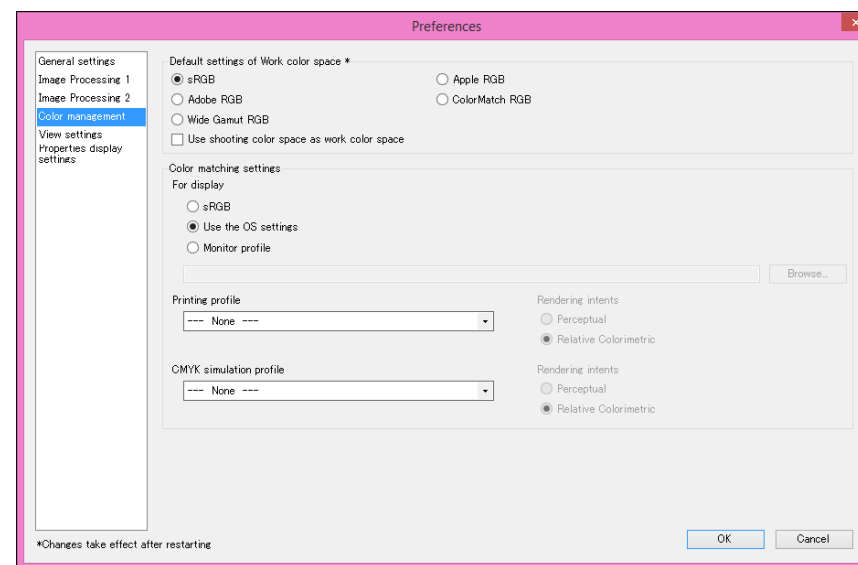 Preferences
General settings
Image Processing 1
Image Processing 2
Color management
View settings
Properties display
settings
Default settings of Work color space *
sRGB
Apple RGB
Adobe RGB
ColorMatch RGB
Wide Gamut RGB
Use shooting color space as work color space
Color matching settings
For display
sRGB
Use the OS settings
Monitor profile
Browse...
Printing profile
Rendering intents
--- None ---
Perceptual
Relative Colorimetric
CMYK simulation profile
Rendering intents
--- None ---
Perceptual
Relative Colorimetric
*Changes take effect after restarting
OK
Cancel